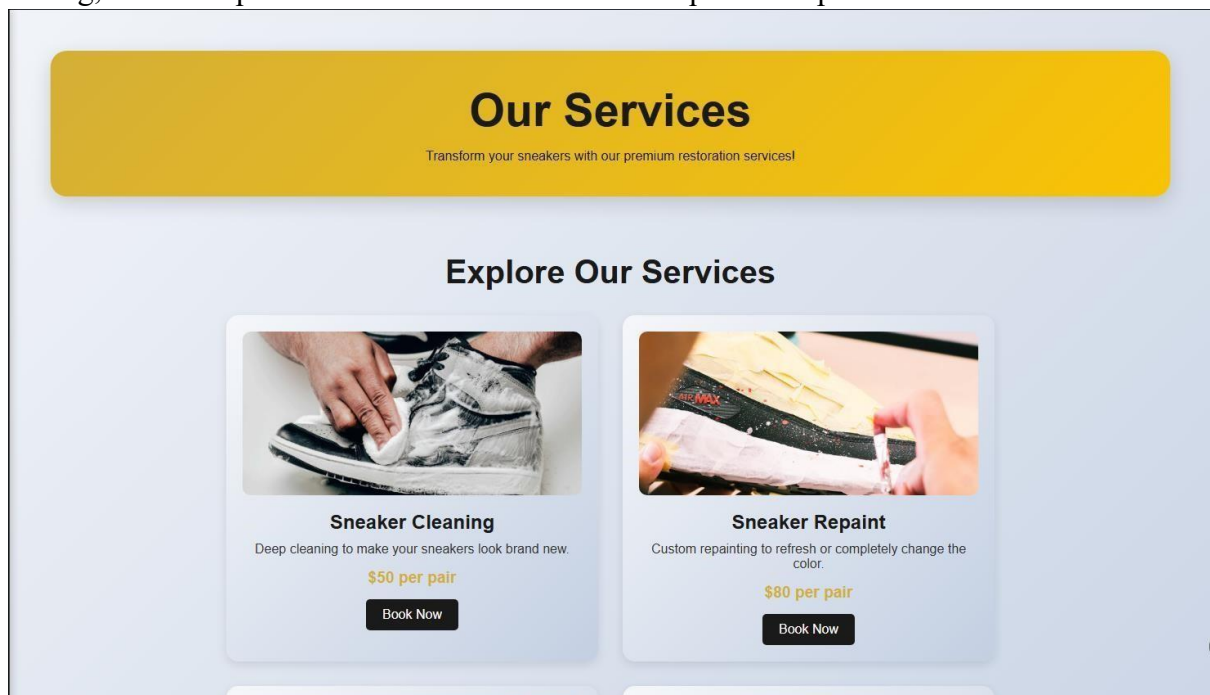 Our Services
Transform your sneakers with our premium restoration services!
Explore Our Services
AIR MAX
Sneaker Cleaning
Deep cleaning to make your sneakers look brand new.
$50 per pair
Book Now
Sneaker Repaint
Custom repainting to refresh or completely change the
color.
$80 per pair
Book Now